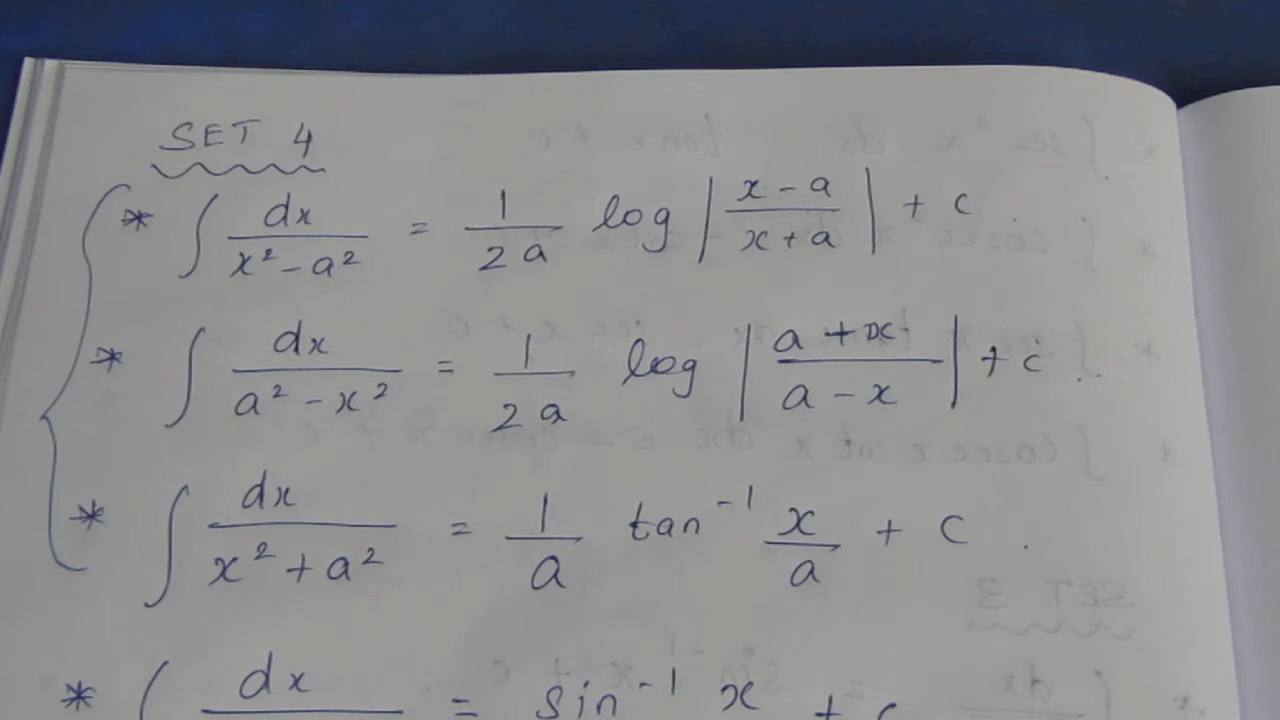 SET 4
* ∫ dx / (x² - a²) = 1 / 2a log | (x - a) / (x + a) | + c
* ∫ dx / (a² - x²) = 1 / 2a log | (a + x) / (a - x) | + c
* ∫ dx / (x² + a²) = 1 / a tan⁻¹ x / a + c .
* ∫ dx = sin⁻¹ x + c